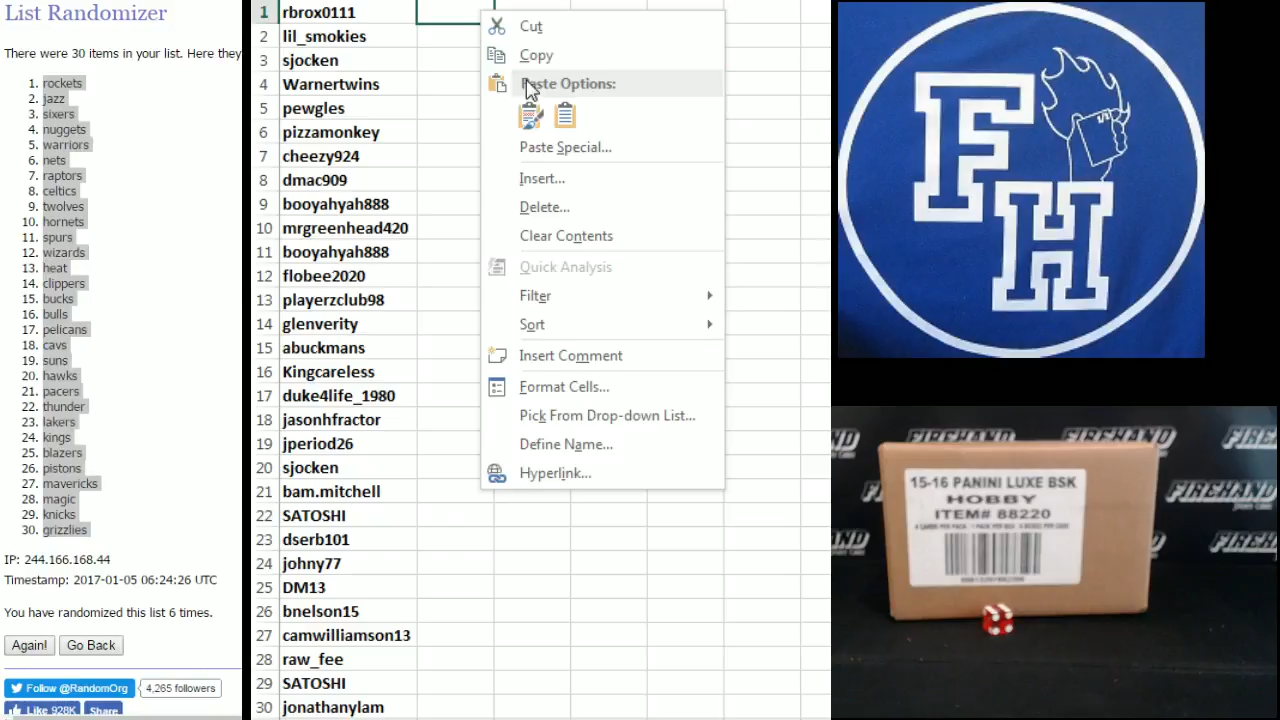 List Randomizer
There were 30 items in your list. Here they
1. rockets
2. jazz
3. sixers
4. nuggets
5. warriors
6. nets
7. raptors
8. celtics
9. twolves
10. hornets
11. spurs
12. wizards
13. heat
14. clippers
15. bucks
16. bulls
17. pelicans
18. cavs
19. suns
20. hawks
21. pacers
22. thunder
23. lakers
24. kings
25. blazers
26. pistons
27. mavericks
28. magic
29. knicks
30. grizzlies
IP: 244.166.168.44
Timestamp: 2017-01-05 06:24:26 UTC
You have randomized this list 6 times.
Again! Go Back
Follow @RandomOrg 4,265 followers
Like 928K Share
1 rbrox0111
2 lil_smokies
3 sjocken
4 Warnertwins
5 pewgles
6 pizzamonkey
7 cheezy924
8 dmac909
9 booyahyah888
10 mrgreenhead420
11 booyahyah888
12 flobee2020
13 playerzclub98
14 glenverity
15 abuckmans
16 Kingcareless
17 duke4life_1980
18 jasonhfractor
19 jperiod26
20 sjocken
21 bam.mitchell
22 SATOSHI
23 dserb101
24 johny77
25 DM13
26 bnelson15
27 camwilliamson13
28 raw_fee
29 SATOSHI
30 jonathanylam
Cut
Copy
Paste Options:
Paste Special...
Insert...
Delete...
Clear Contents
Quick Analysis
Filter
Sort
Insert Comment
Format Cells...
Pick From Drop-down List...
Define Name...
Hyperlink...
F
H
FIREHAND
15-16 PANINI LUXE BSK
HOBBY
ITEM# 88220